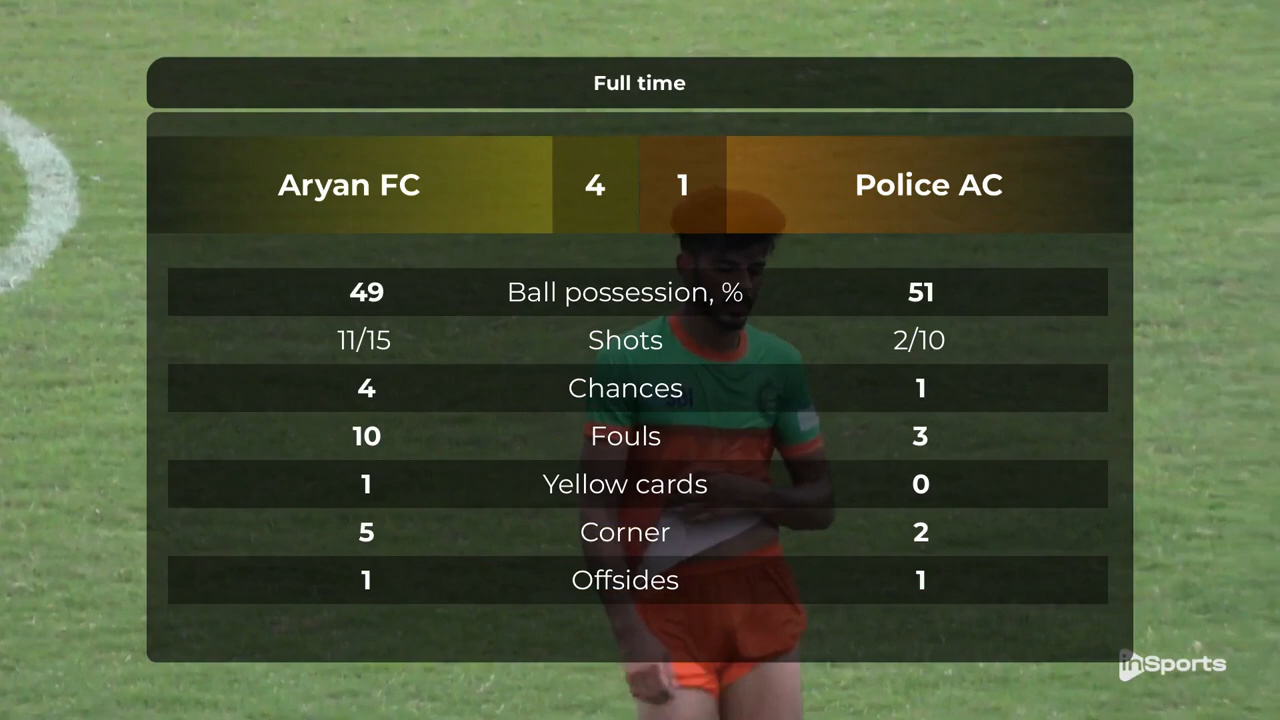 Full time
Aryan FC 4 1 Police AC
49 Ball possession, % 51
11/15 Shots 2/10
4 Chances 1
10 Fouls 3
1 Yellow cards 0
5 Corner 2
1 Offsides 1
inSports